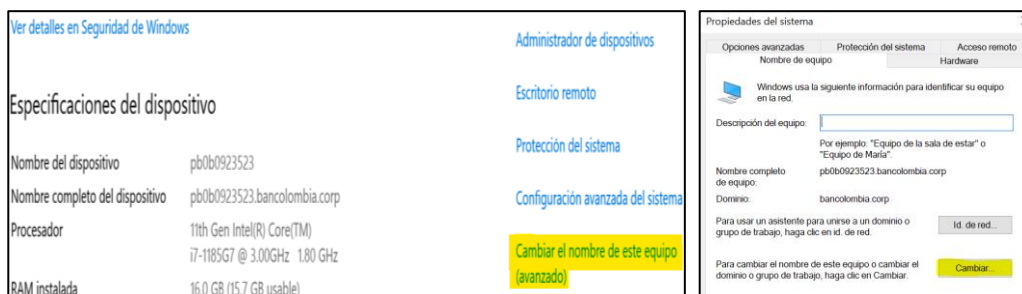 Ver detalles en Seguridad de Windows
Especificaciones del dispositivo
Nombre del dispositivo pb0b0923523
Nombre completo del dispositivo pb0b0923523.bancolombia.corp
Procesador 11th Gen Intel(R) Core(TM)
i7-1185G7 @ 3.00GHz 1.80 GHz
RAM instalada 16.0 GB (15.7 GB usable)
Administrador de dispositivos
Escritorio remoto
Protección del sistema
Configuración avanzada del sistema
Cambiar el nombre de este equipo
(avanzado)
Propiedades del sistema
Opciones avanzadas Protección del sistema Acceso remoto
Nombre de equipo Hardware
Windows usa la siguiente información para identificar su equipo
en la red.
Descripción del equipo:
Por ejemplo: "Equipo de la sala de estar" o
"Equipo de María".
Nombre completo pb0b0923523.bancolombia.corp
de equipo:
Dominio: bancolombia.corp
Para usar un asistente para unirse a un dominio o
grupo de trabajo, haga clic en id. de red.
Id. de red...
Para cambiar el nombre de este equipo o cambiar el
dominio o grupo de trabajo, haga clic en Cambiar.
Cambiar...